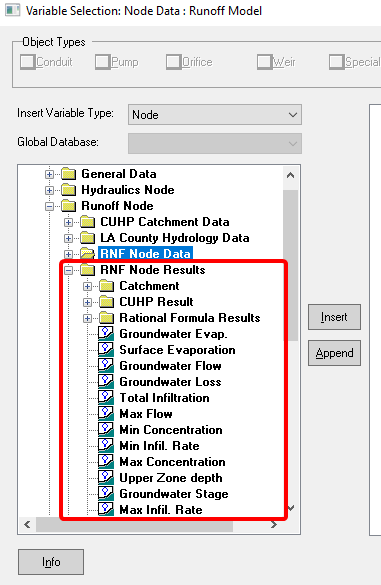 Variable Selection: Node Data : Runoff Model
Object Types
Conduit Pump Orifice Weir Special
Insert Variable Type: Node
Global Database:
General Data
Hydraulics Node
Runoff Node
CUHP Catchment Data
LA County Hydrology Data
RNF Node Data
RNF Node Results
Catchment
CUHP Result
Rational Formula Results
Groundwater Evap.
Surface Evaporation
Groundwater Flow
Groundwater Loss
Total Infiltration
Max Flow
Min Concentration
Min Infil. Rate
Max Concentration
Upper Zone depth
Groundwater Stage
Max Infil. Rate
Insert
Append
Info